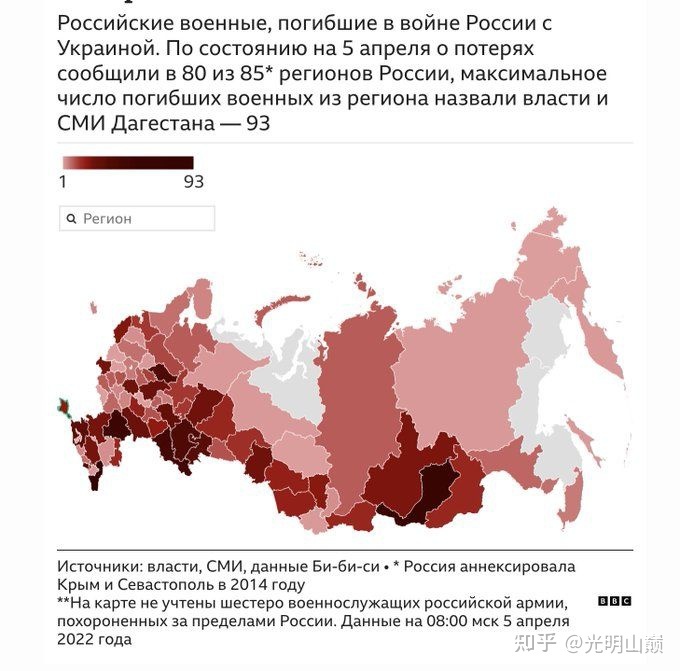 Российские военные, погибшие в войне России с
Украиной. По состоянию на 5 апреля о потерях
сообщили в 80 из 85* регионов России, максимальное
число погибших военных из региона назвали власти и
СМИ Дагестана — 93
1 93
Регион
Источники: власти, СМИ, данные Би-би-си • * Россия аннексировала
Крым и Севастополь в 2014 году
**На карте не учтены шестеро военнослужащих российской армии,
похороненных за пределами России. Данные на 08:00 мск 5 апреля
2022 года
BBC
知乎 @光明山巅